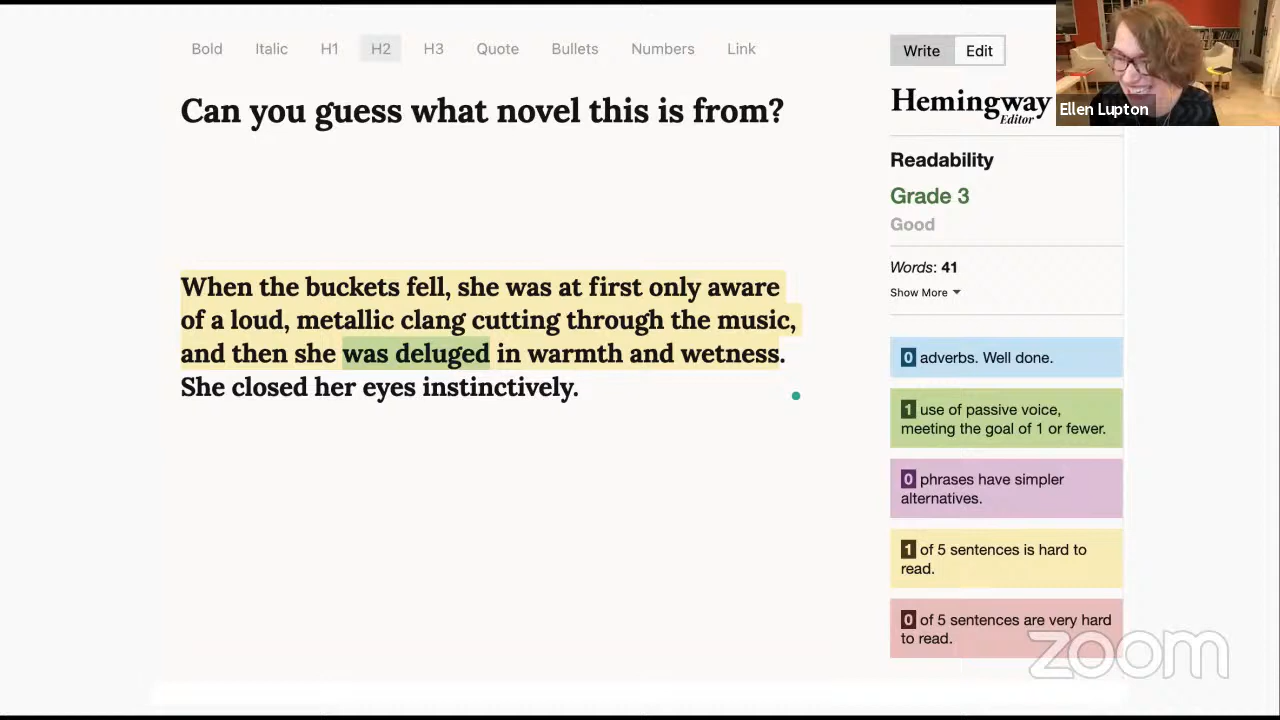 Bold Italic H1 H2 H3 Quote Bullets Numbers Link
Write Edit
Can you guess what novel this is from?
Hemingway
Editor
Ellen Lupton
Readability
Grade 3
Good
Words: 41
Show More
When the buckets fell, she was at first only aware
of a loud, metallic clang cutting through the music,
and then she was deluged in warmth and wetness.
She closed her eyes instinctively.
0 adverbs. Well done.
1 use of passive voice,
meeting the goal of 1 or fewer.
0 phrases have simpler
alternatives.
1 of 5 sentences is hard to
read.
0 of 5 sentences are very hard
to read.
zoom